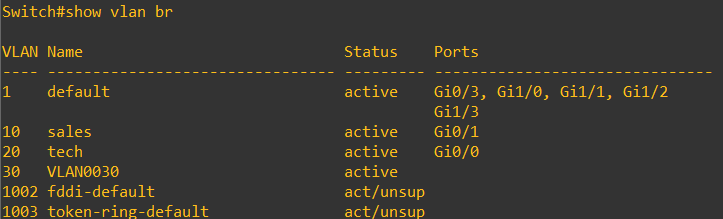 Switch#show vlan br
VLAN Name                             Status    Ports
---- -------------------------------- --------- -------------------------------
1    default                          active    Gi0/3, Gi1/0, Gi1/1, Gi1/2
                                                Gi1/3
10   sales                            active    Gi0/1
20   tech                             active    Gi0/0
30   VLAN0030                         active
1002 fddi-default                     act/unsup
1003 token-ring-default               act/unsup